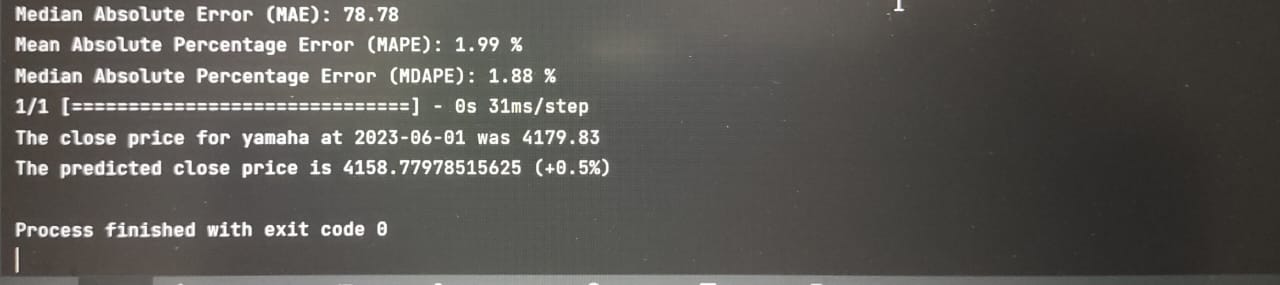 Median Absolute Error (MAE): 78.78
Mean Absolute Percentage Error (MAPE): 1.99 %
Median Absolute Percentage Error (MDAPE): 1.88 %
1/1 [==============================] - 0s 31ms/step
The close price for yamaha at 2023-06-01 was 4179.83
The predicted close price is 4158.77978515625 (+0.5%)
Process finished with exit code 0